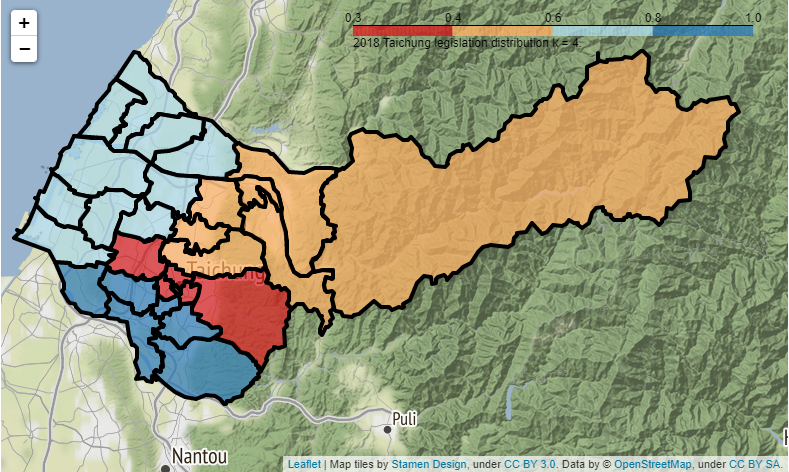 +
−
0.3 0.4 0.6 0.8 1.0
2018 Taichung legislation distribution k = 4
Taichung
Puli
Nantou
H
Leaflet | Map tiles by Stamen Design, under CC BY 3.0. Data by © OpenStreetMap, under CC BY SA.